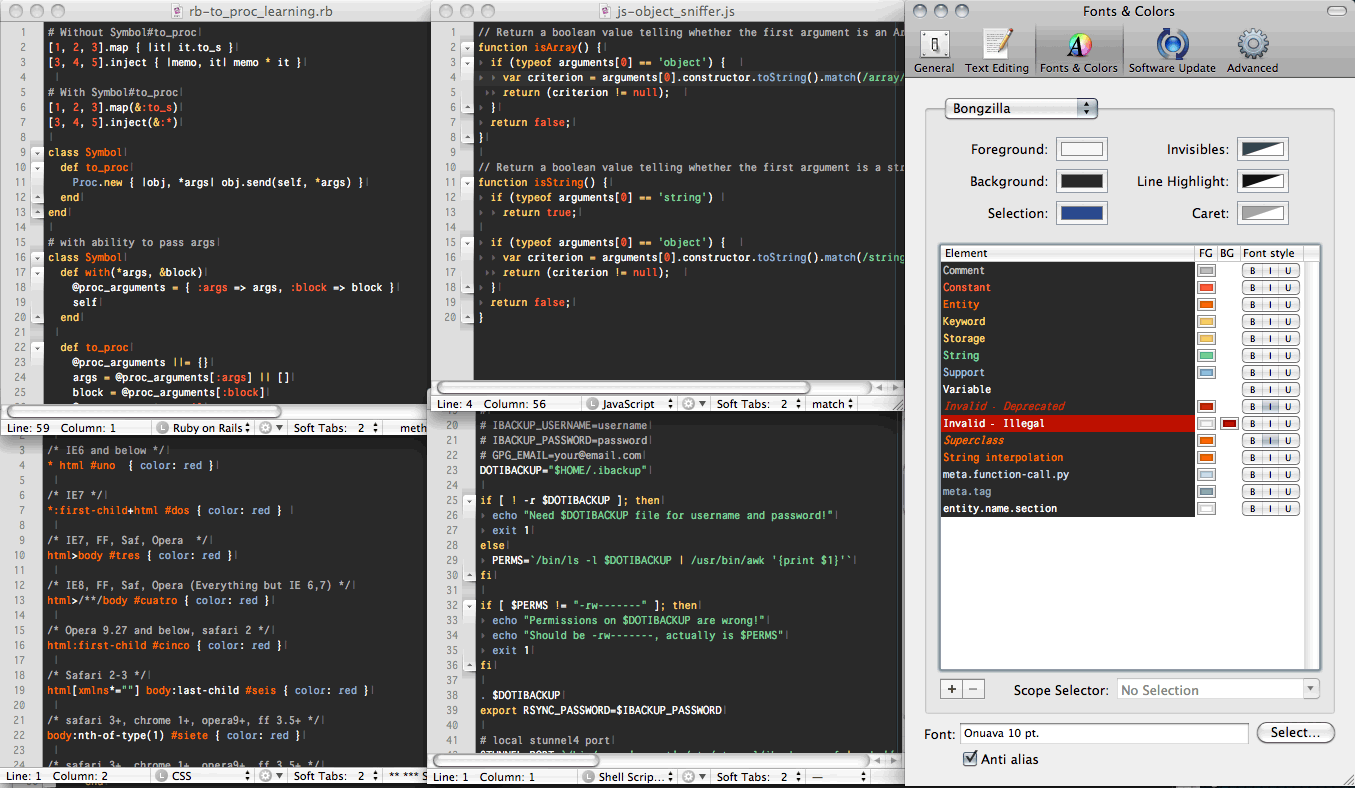 rb-to_proc_learning.rb
1 # Without Symbol#to_proc
2 [1, 2, 3].map { |it| it.to_s }
3 [3, 4, 5].inject { |memo, it| memo * it }
4
5 # With Symbol#to_proc
6 [1, 2, 3].map(&:to_s)
7 [3, 4, 5].inject(&:*)
8
9 class Symbol
10 def to_proc
11 Proc.new { |obj, *args| obj.send(self, *args) }
12 end
13 end
14
15 # with ability to pass args
16 class Symbol
17 def with(*args, &block)
18 @proc_arguments = { :args => args, :block => block }
19 self
20 end
21
22 def to_proc
23 @proc_arguments ||= {}
24 args = @proc_arguments[:args] || []
25 block = @proc_arguments[:block]
Line: 59 Column: 1 L Ruby on Rails Soft Tabs: 2 meth
3 /* IE6 and below */
4 * html #uno { color: red }
5
6 /* IE7 */
7 *:first-child+html #dos { color: red }
8
9 /* IE7, FF, Saf, Opera */
10 html>body #tres { color: red }
11
12 /* IE8, FF, Saf, Opera (Everything but IE 6,7) */
13 html>/**/body #cuatro { color: red }
14
15 /* Opera 9.27 and below, safari 2 */
16 html:first-child #cinco { color: red }
17
18 /* Safari 2-3 */
19 html[xmlns*=""] body:last-child #seis { color: red }
20
21 /* safari 3+, chrome 1+, opera9+, ff 3.5+ */
22 body:nth-of-type(1) #siete { color: red }
23
24 /* safari 3+, chrome 1+, opera9+, ff 3.5+ */
Line: 1 Column: 2 L CSS Soft Tabs: 2 ** *** S
js-object_sniffer.js
1 // Return a boolean value telling whether the first argument is an Ar
2 function isArray() {
3 if (typeof arguments[0] == 'object') {
4 var criterion = arguments[0].constructor.toString().match(/array/
5 return (criterion != null);
6 }
7 return false;
8 }
9
10 // Return a boolean value telling whether the first argument is a str
11 function isString() {
12 if (typeof arguments[0] == 'string')
13 return true;
14
15 if (typeof arguments[0] == 'object') {
16 var criterion = arguments[0].constructor.toString().match(/string
17 return (criterion != null);
18 }
19 return false;
20 }
Line: 4 Column: 56 L JavaScript Soft Tabs: 2 match
19 #
20 # IBACKUP_USERNAME=username
21 # IBACKUP_PASSWORD=password
22 # GPG_EMAIL=your@email.com
23 DOTIBACKUP="$HOME/.ibackup"
24
25 if [ ! -r $DOTIBACKUP ]; then
26 echo "Need $DOTIBACKUP file for username and password!"
27 exit 1
28 else
29 PERMS=`/bin/ls -l $DOTIBACKUP | /usr/bin/awk '{print $1}'`
30 fi
31
32 if [ $PERMS != "-rw-------" ]; then
33 echo "Permissions on $DOTIBACKUP are wrong!"
34 echo "Should be -rw-------, actually is $PERMS"
35 exit 1
36 fi
37
38 . $DOTIBACKUP
39 export RSYNC_PASSWORD=$IBACKUP_PASSWORD
40
41 # local stunnel4 port
Line: 1 Column: 1 L Shell Scrip... Soft Tabs: 2 —
Fonts & Colors
General Text Editing Fonts & Colors Software Update Advanced
Bongzilla
Foreground: Invisibles:
Background: Line Highlight:
Selection: Caret:
Element FG BG Font style
Comment B I U
Constant B I U
Entity B I U
Keyword B I U
Storage B I U
String B I U
Support B I U
Variable B I U
Invalid - Deprecated B I U
Invalid - Illegal B I U
Superclass B I U
String interpolation B I U
meta.function-call.py B I U
meta.tag B I U
entity.name.section B I U
+ − Scope Selector: No Selection
Font: Onuava 10 pt. Select...
Anti alias